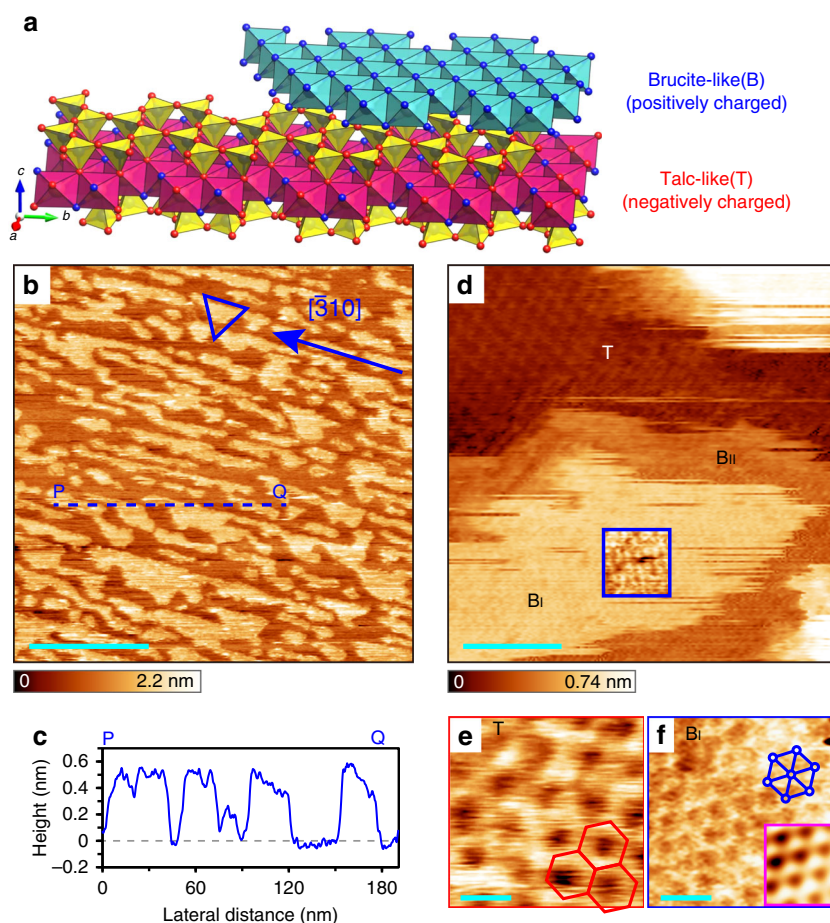 a
Brucite-like(B)
(positively charged)
Talc-like(T)
(negatively charged)
c
b
a
b
[3̅10]
P
Q
0
2.2 nm
d
T
BII
BI
0
0.74 nm
c
P
Q
Height (nm)
0.6
0.4
0.2
0
−0.2
0
60
120
180
Lateral distance (nm)
e
T
f
BI